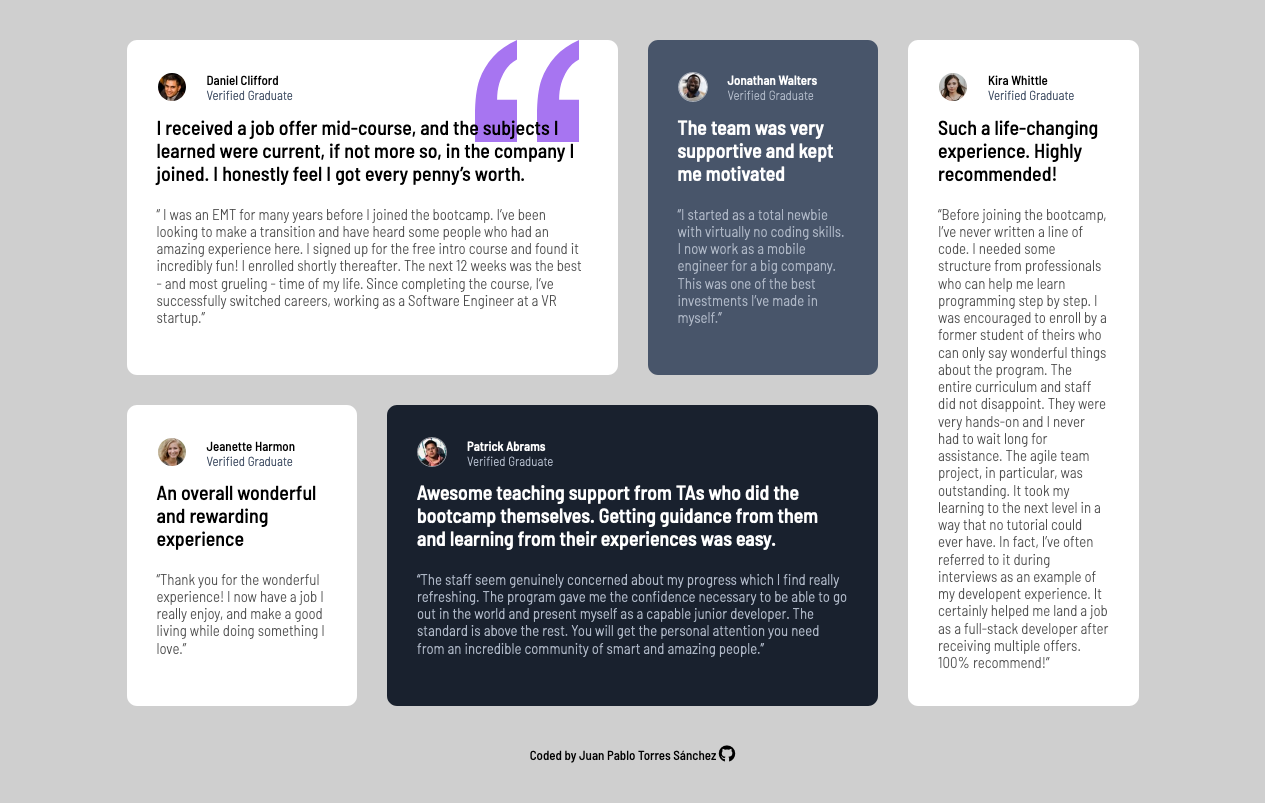 Daniel Clifford
Verified Graduate
I received a job offer mid-course, and the subjects I
learned were current, if not more so, in the company I
joined. I honestly feel I got every penny’s worth.
“ I was an EMT for many years before I joined the bootcamp. I’ve been
looking to make a transition and have heard some people who had an
amazing experience here. I signed up for the free intro course and found it
incredibly fun! I enrolled shortly thereafter. The next 12 weeks was the best
- and most grueling - time of my life. Since completing the course, I’ve
successfully switched careers, working as a Software Engineer at a VR
startup.”
Jonathan Walters
Verified Graduate
The team was very
supportive and kept
me motivated
“I started as a total newbie
with virtually no coding skills.
I now work as a mobile
engineer for a big company.
This was one of the best
investments I’ve made in
myself.”
Kira Whittle
Verified Graduate
Such a life-changing
experience. Highly
recommended!
“Before joining the bootcamp,
I’ve never written a line of
code. I needed some
structure from professionals
who can help me learn
programming step by step. I
was encouraged to enroll by a
former student of theirs who
can only say wonderful things
about the program. The
entire curriculum and staff
did not disappoint. They were
very hands-on and I never
had to wait long for
assistance. The agile team
project, in particular, was
outstanding. It took my
learning to the next level in a
way that no tutorial could
ever have. In fact, I’ve often
referred to it during
interviews as an example of
my developent experience. It
certainly helped me land a job
as a full-stack developer after
receiving multiple offers.
100% recommend!”
Jeanette Harmon
Verified Graduate
An overall wonderful
and rewarding
experience
“Thank you for the wonderful
experience! I now have a job I
really enjoy, and make a good
living while doing something I
love.”
Patrick Abrams
Verified Graduate
Awesome teaching support from TAs who did the
bootcamp themselves. Getting guidance from them
and learning from their experiences was easy.
“The staff seem genuinely concerned about my progress which I find really
refreshing. The program gave me the confidence necessary to be able to go
out in the world and present myself as a capable junior developer. The
standard is above the rest. You will get the personal attention you need
from an incredible community of smart and amazing people.”
Coded by Juan Pablo Torres Sánchez